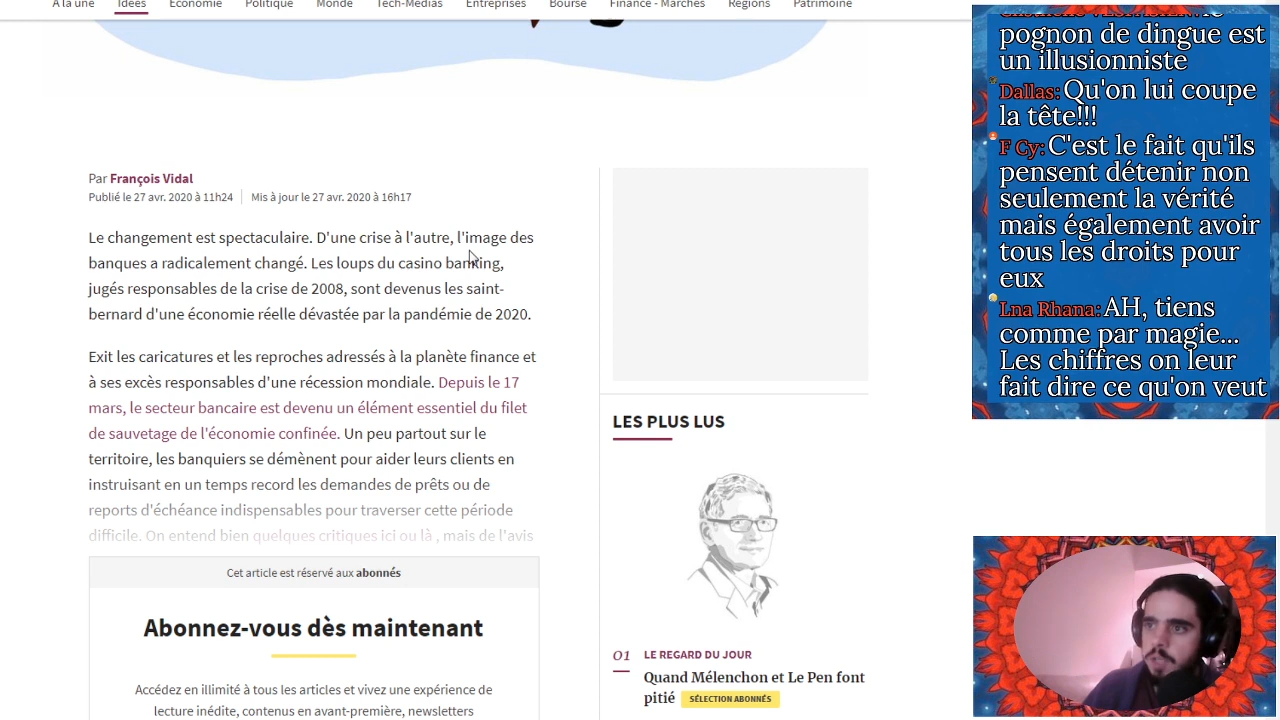 A la une Idées Economie Politique Monde Tech-Médias Entreprises Bourse Finance - Marchés Régions Patrimoine
Par François Vidal
Publié le 27 avr. 2020 à 11h24 Mis à jour le 27 avr. 2020 à 16h17
Le changement est spectaculaire. D'une crise à l'autre, l'image des
banques a radicalement changé. Les loups du casino banking,
jugés responsables de la crise de 2008, sont devenus les saint-
bernard d'une économie réelle dévastée par la pandémie de 2020.
Exit les caricatures et les reproches adressés à la planète finance et
à ses excès responsables d'une récession mondiale. Depuis le 17
mars, le secteur bancaire est devenu un élément essentiel du filet
de sauvetage de l'économie confinée. Un peu partout sur le
territoire, les banquiers se démènent pour aider leurs clients en
instruisant en un temps record les demandes de prêts ou de
reports d'échéance indispensables pour traverser cette période
difficile. On entend bien quelques critiques ici ou là , mais de l'avis
Cet article est réservé aux abonnés
Abonnez-vous dès maintenant
Accédez en illimité à tous les articles et vivez une expérience de
lecture inédite, contenus en avant-première, newsletters
LES PLUS LUS
01 LE REGARD DU JOUR
Quand Mélenchon et Le Pen font
pitié SÉLECTION ABONNÉS
pognon de dingue est
un illusionniste
Dallas: Qu'on lui coupe
la tête!!!
F Cy: C'est le fait qu'ils
pensent détenir non
seulement la vérité
mais également avoir
tous les droits pour
eux
Lna Rhana: AH, tiens
comme par magie...
Les chiffres on leur
fait dire ce qu'on veut